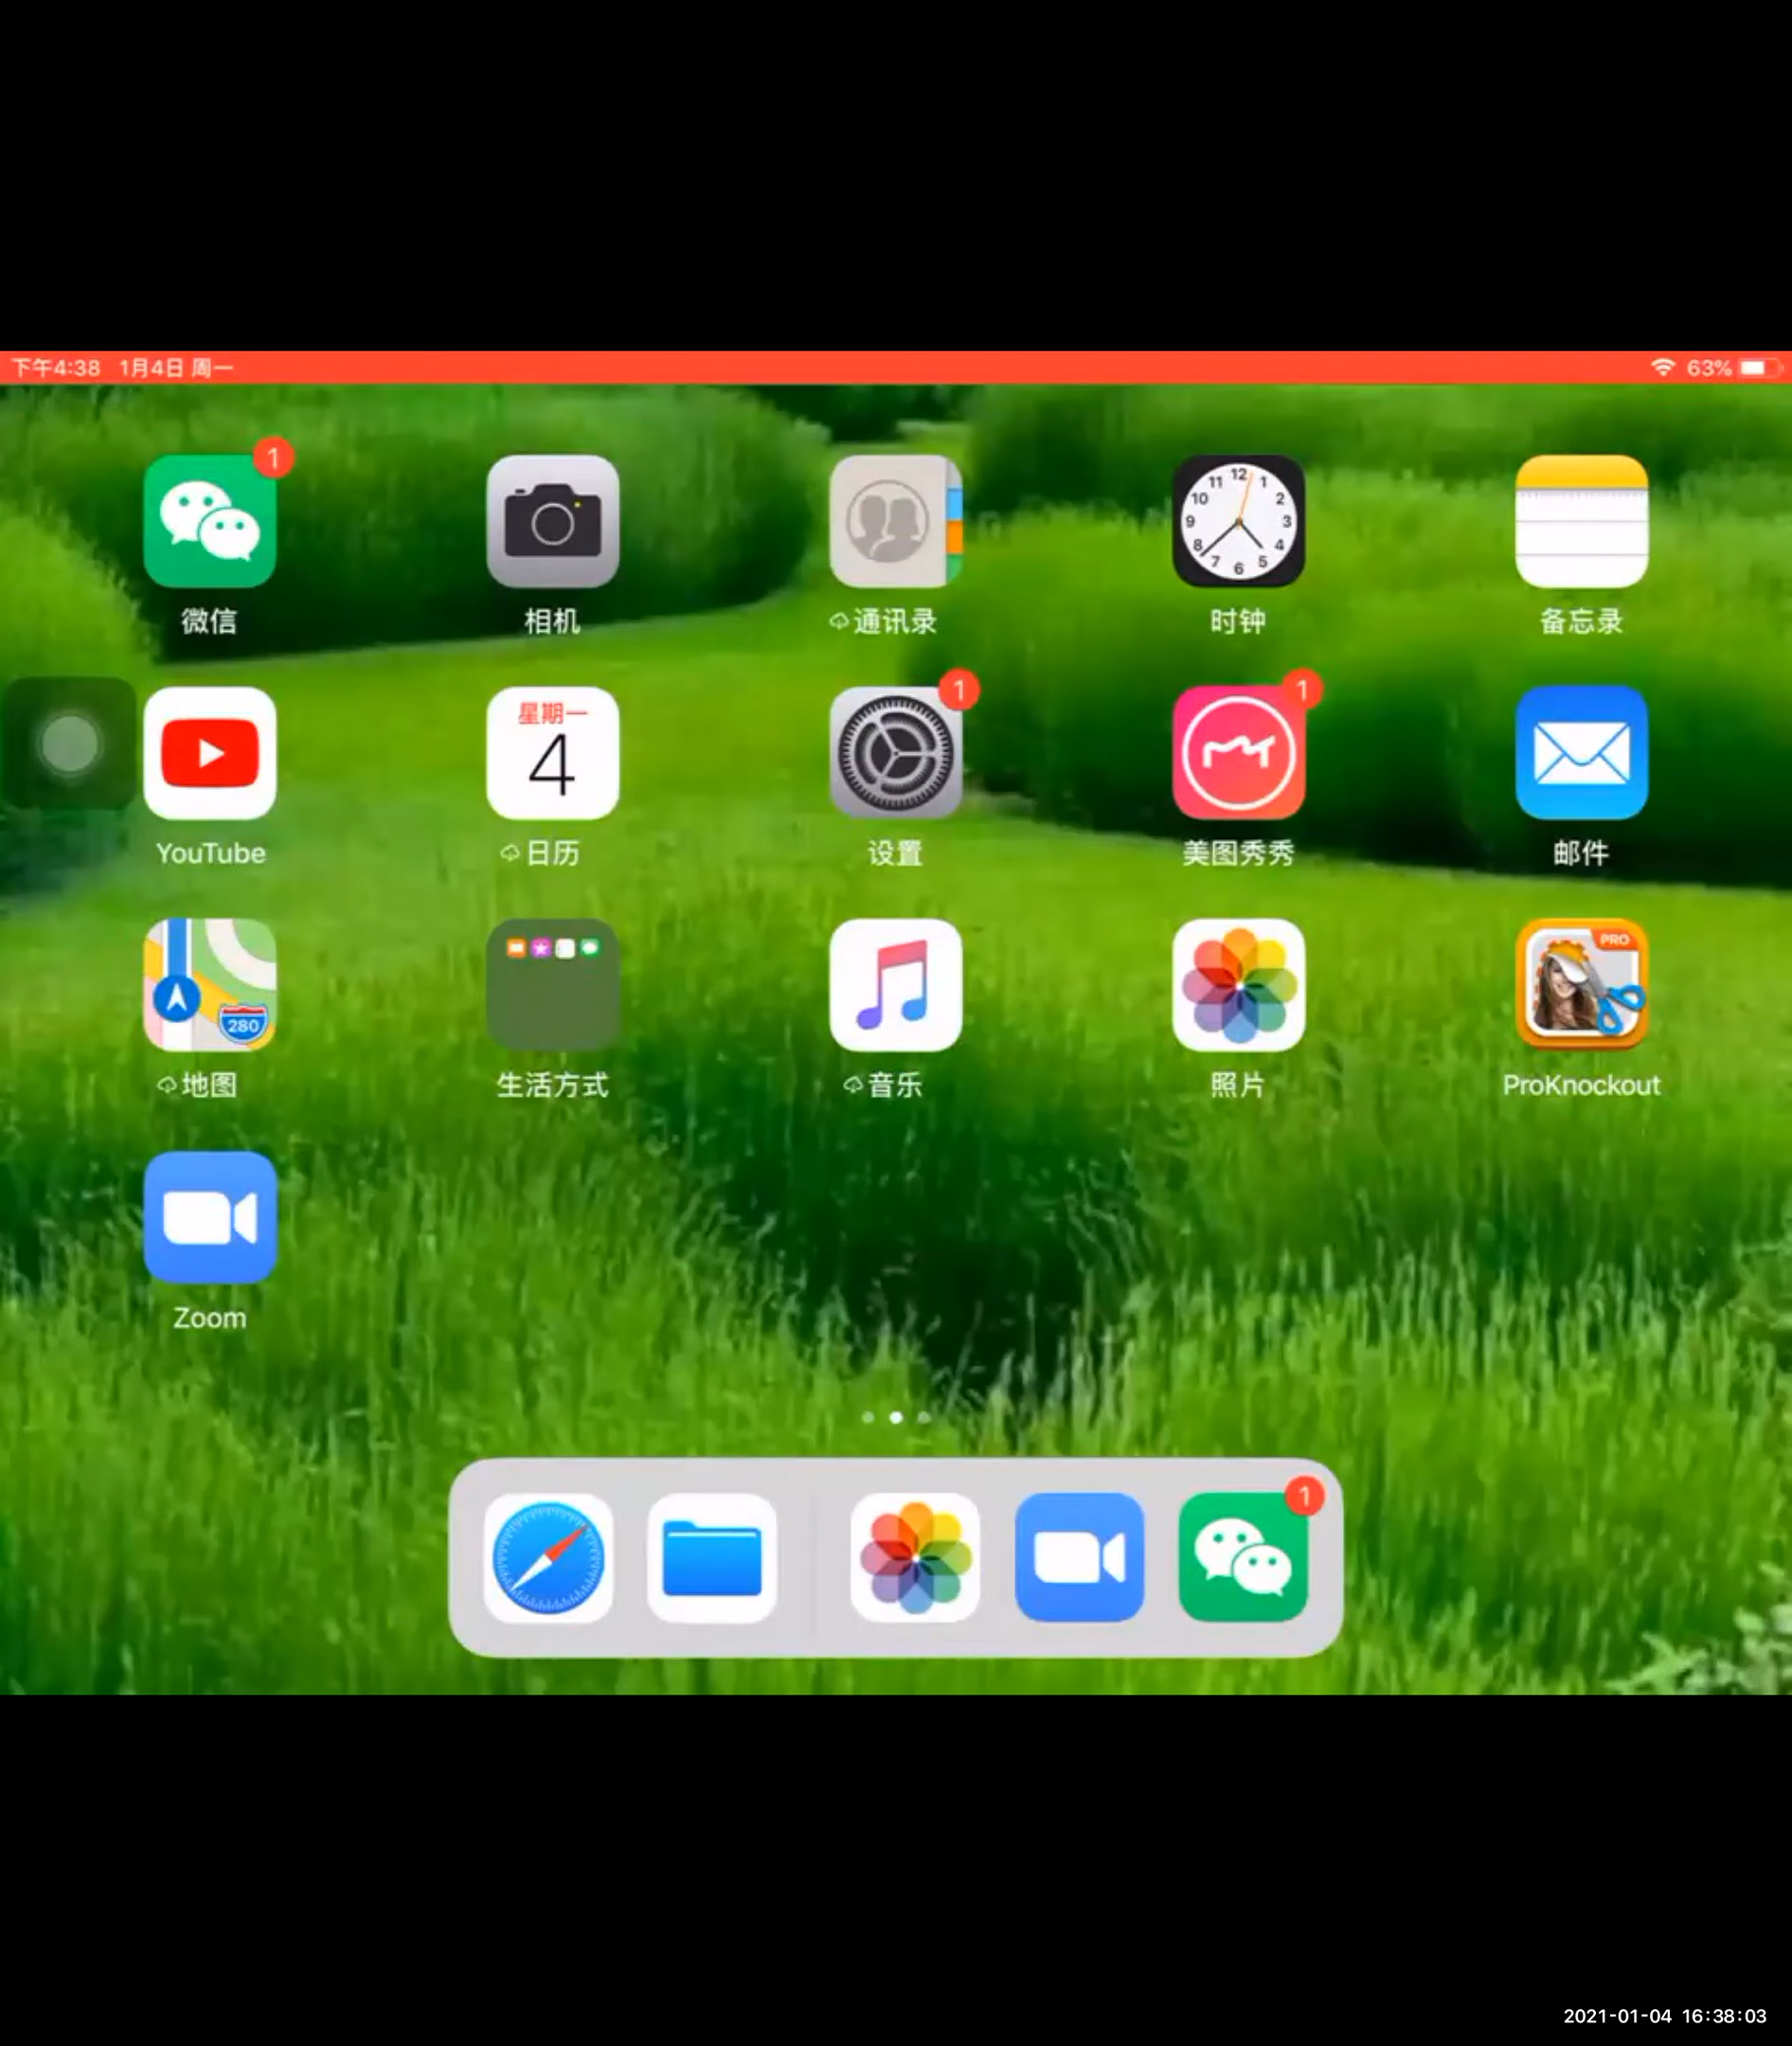 下午4:38 1月4日 周一 63%
1
12
11 1
10 2
9 3
8 4
7 6 5
微信 相机 通讯录 时钟 备忘录
星期一
4
1 1
YouTube 日历 设置 美图秀秀 邮件
280
PRO
地图 生活方式 音乐 照片 ProKnockout
Zoom
1
2021-01-04 16:38:03